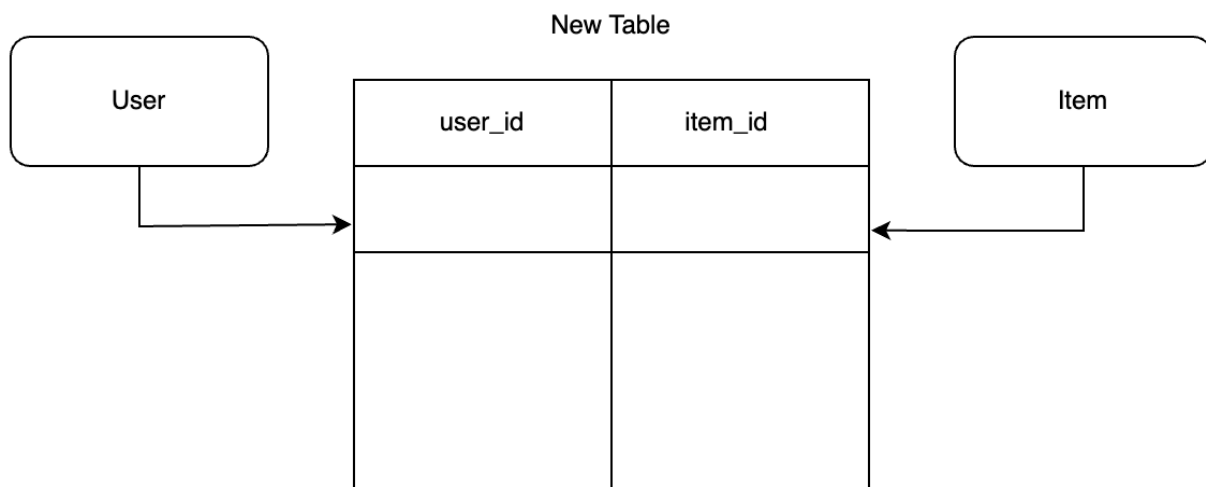 New Table
User
user_id
item_id
Item